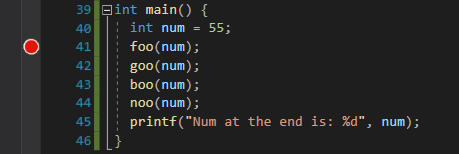 39 int main() {
40 int num = 55;
41 foo(num);
42 goo(num);
43 boo(num);
44 noo(num);
45 printf("Num at the end is: %d", num);
46 }